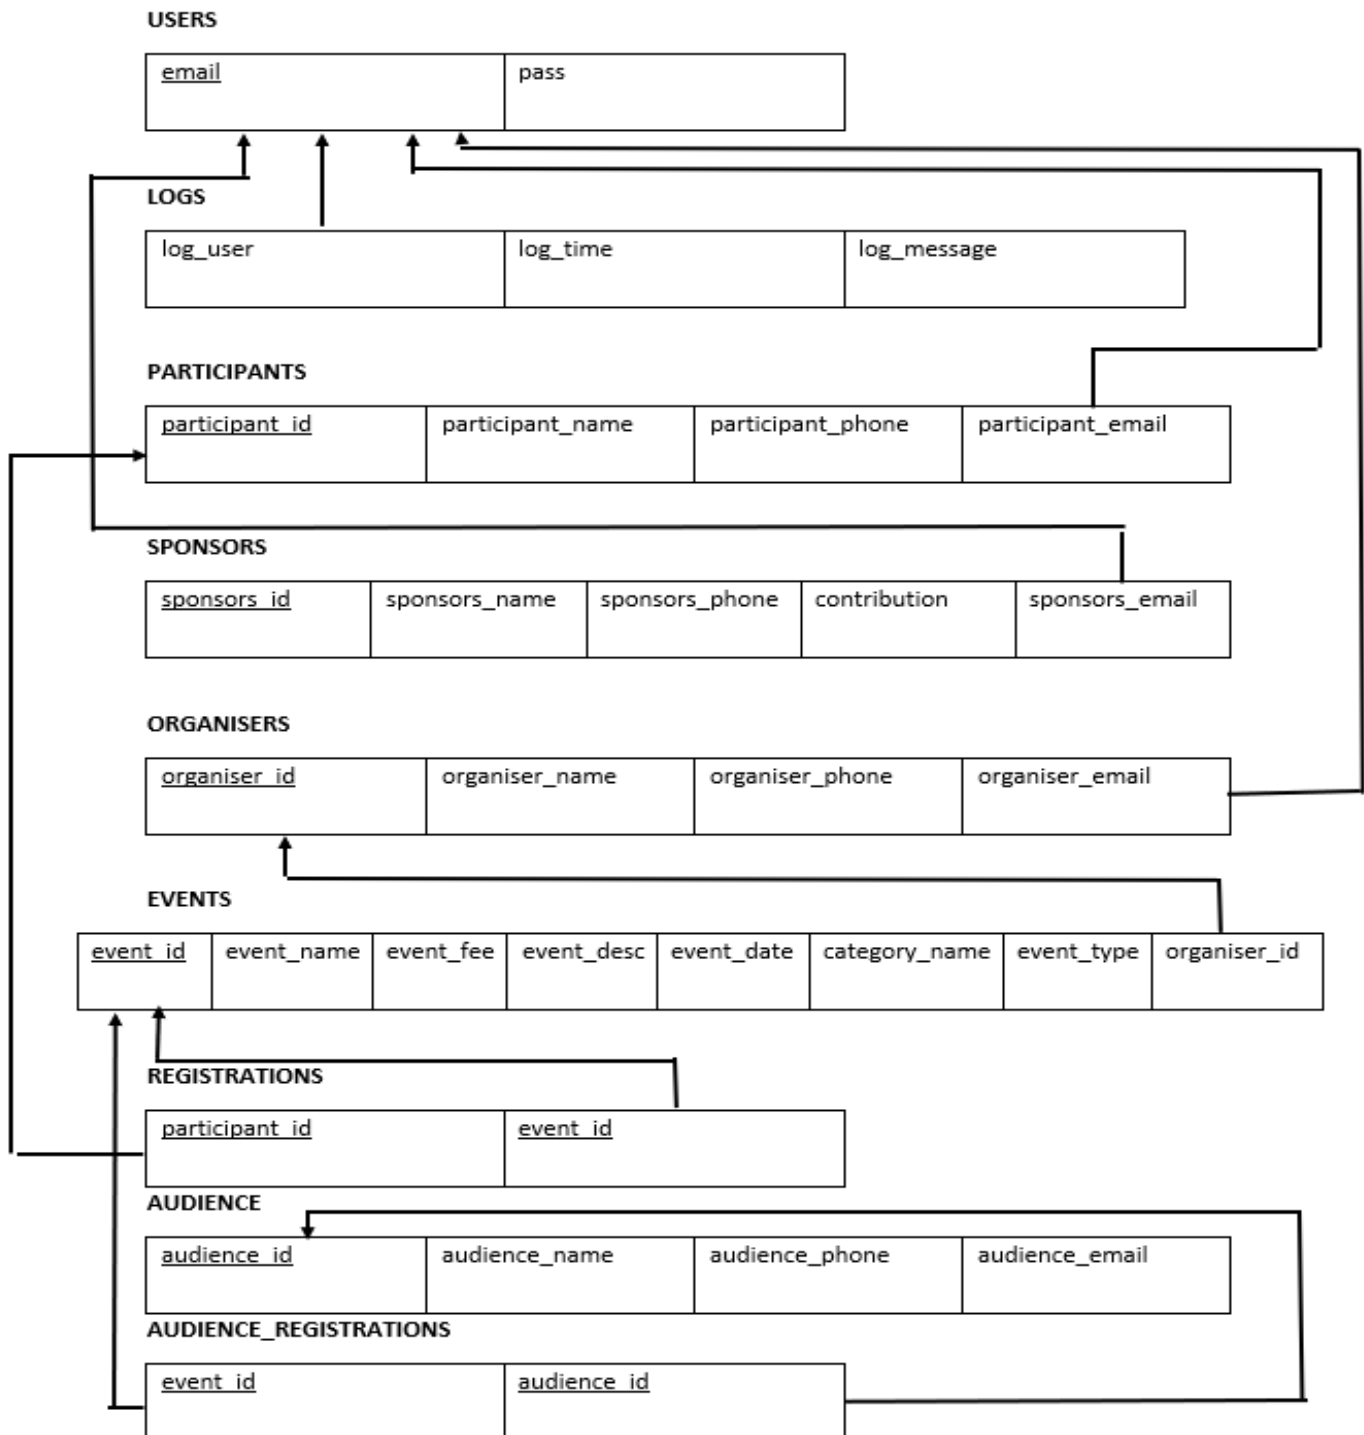 USERS
email pass
LOGS
log_user log_time log_message
PARTICIPANTS
participant_id participant_name participant_phone participant_email
SPONSORS
sponsors_id sponsors_name sponsors_phone contribution sponsors_email
ORGANISERS
organiser_id organiser_name organiser_phone organiser_email
EVENTS
event_id event_name event_fee event_desc event_date category_name event_type organiser_id
REGISTRATIONS
participant_id event_id
AUDIENCE
audience_id audience_name audience_phone audience_email
AUDIENCE_REGISTRATIONS
event_id audience_id